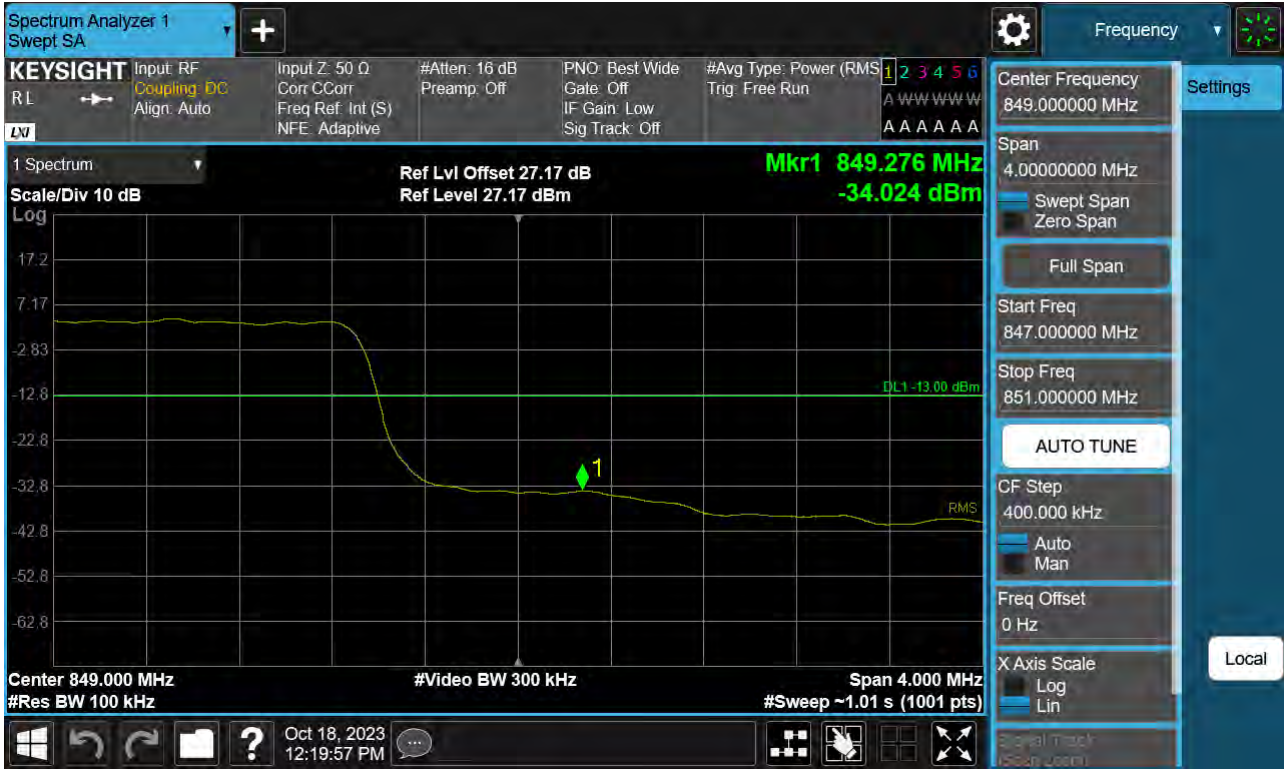 Spectrum Analyzer 1
Swept SA
Frequency
KEYSIGHT
R L
LXI
Input: RF
Coupling: DC
Align: Auto
Input Z: 50 Ω
Corr CCorr
Freq Ref: Int (S)
NFE: Adaptive
#Atten: 16 dB
Preamp: Off
PNO: Best Wide
Gate: Off
IF Gain: Low
Sig Track: Off
#Avg Type: Power (RMS
Trig: Free Run
1 2 3 4 5 6
A W W W W W
A A A A A A
1 Spectrum
Scale/Div 10 dB
Log
Ref Lvl Offset 27.17 dB
Ref Level 27.17 dBm
Mkr1 849.276 MHz
-34.024 dBm
17.2
7.17
-2.83
-12.8
-22.8
-32.8
-42.8
-52.8
-62.8
DL1 -13.00 dBm
1
RMS
Center 849.000 MHz
#Res BW 100 kHz
#Video BW 300 kHz
Span 4.000 MHz
#Sweep ~1.01 s (1001 pts)
Center Frequency
849.000000 MHz
Span
4.00000000 MHz
Swept Span
Zero Span
Full Span
Start Freq
847.000000 MHz
Stop Freq
851.000000 MHz
AUTO TUNE
CF Step
400.000 kHz
Auto
Man
Freq Offset
0 Hz
X Axis Scale
Log
Lin
Signal Track
(Span Zoom)
Settings
Local
?
Oct 18, 2023
12:19:57 PM